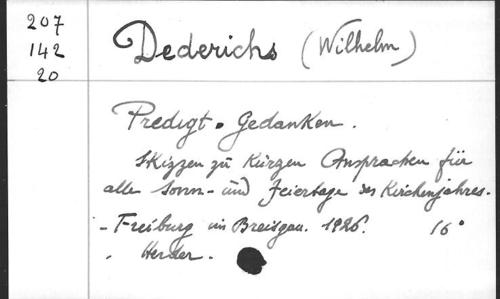 207
142
20
Dederichs (Wilhelm)
Predigt-Gedanken.
Skizzen zu kurzen Ansprachen für
alle Sonn- und Feiertage des Kirchenjahres.
- Freiburg im Breisgau. 1926. 16°
. Herder.